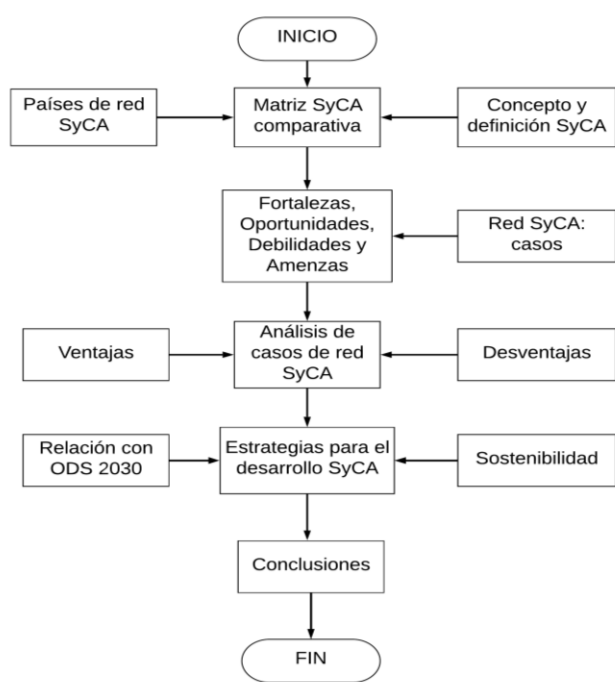 INICIO
Países de red
SyCA
Matriz SyCA
comparativa
Concepto y
definición SyCA
Fortalezas,
Oportunidades,
Debilidades y
Amenzas
Red SyCA:
casos
Ventajas
Análisis de
casos de red
SyCA
Desventajas
Relación con
ODS 2030
Estrategias para el
desarrollo SyCA
Sostenibilidad
Conclusiones
FIN